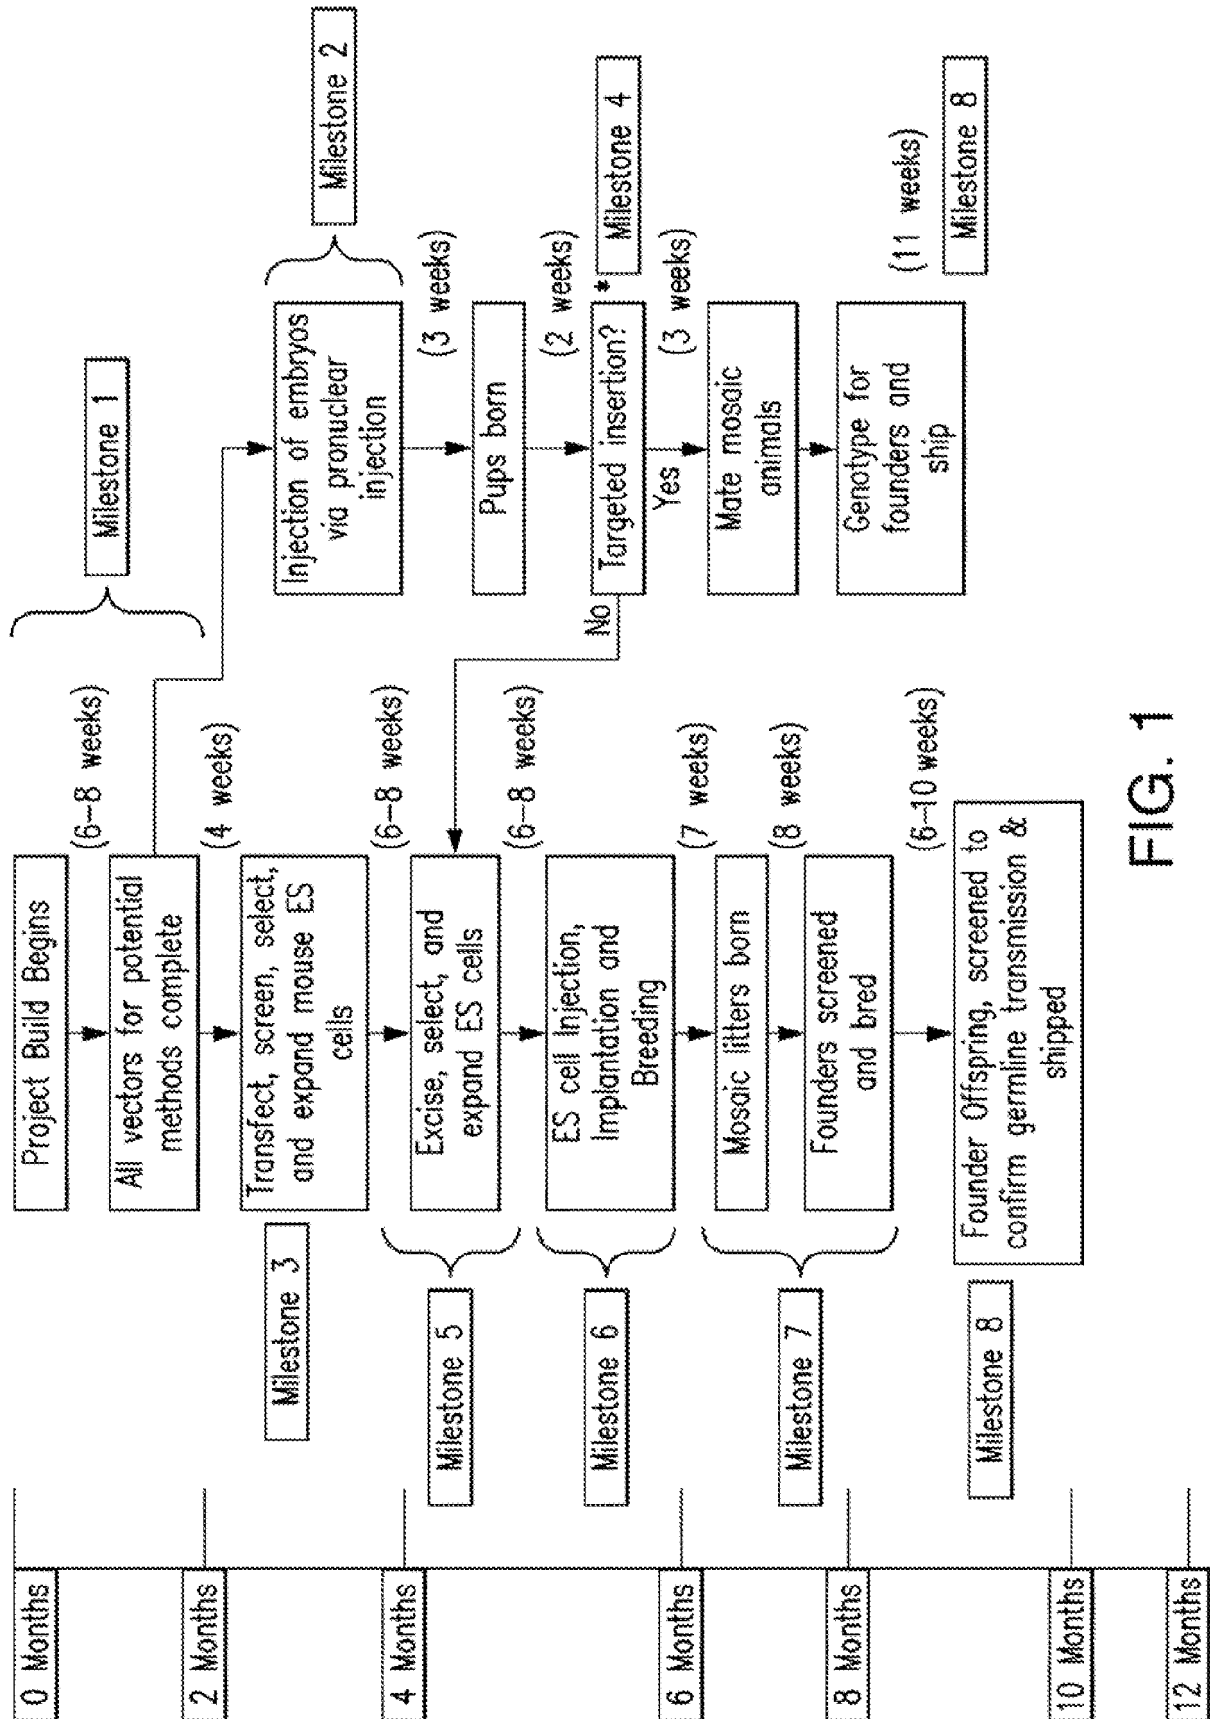 0 Months
2 Months
4 Months
6 Months
8 Months
10 Months
12 Months
Project Build Begins
(6-8 weeks)
Milestone 1
All vectors for potential
methods complete
(4 weeks)
Milestone 3
Transfect, screen, select,
and expand mouse ES
cells
(6-8 weeks)
Milestone 5
Excise, select, and
expand ES cells
(6-8 weeks)
Milestone 6
ES cell Injection,
Implantation and
Breeding
(7 weeks)
Milestone 7
Mosaic litters born
(8 weeks)
Founders screened
and bred
(6-10 weeks)
Milestone 8
Founder Offspring, screened to
confirm germline transmission &
shipped
Injection of embryos
via pronuclear
injection
Milestone 2
(3 weeks)
Pups born
(2 weeks)
Targeted insertion?
*
Milestone 4
No
Yes
(3 weeks)
Mate mosaic
animals
Genotype for
founders and
ship
(11 weeks)
Milestone 8
FIG. 1